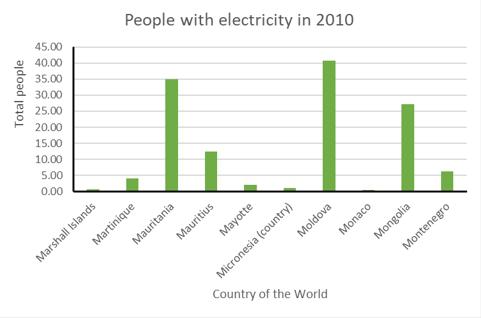 People with electricity in 2010
Total people
45.00
40.00
35.00
30.00
25.00
20.00
15.00
10.00
5.00
0.00
Marshall Islands
Martinique
Mauritania
Mauritius
Mayotte
Micronesia (country)
Moldova
Monaco
Mongolia
Montenegro
Country of the World